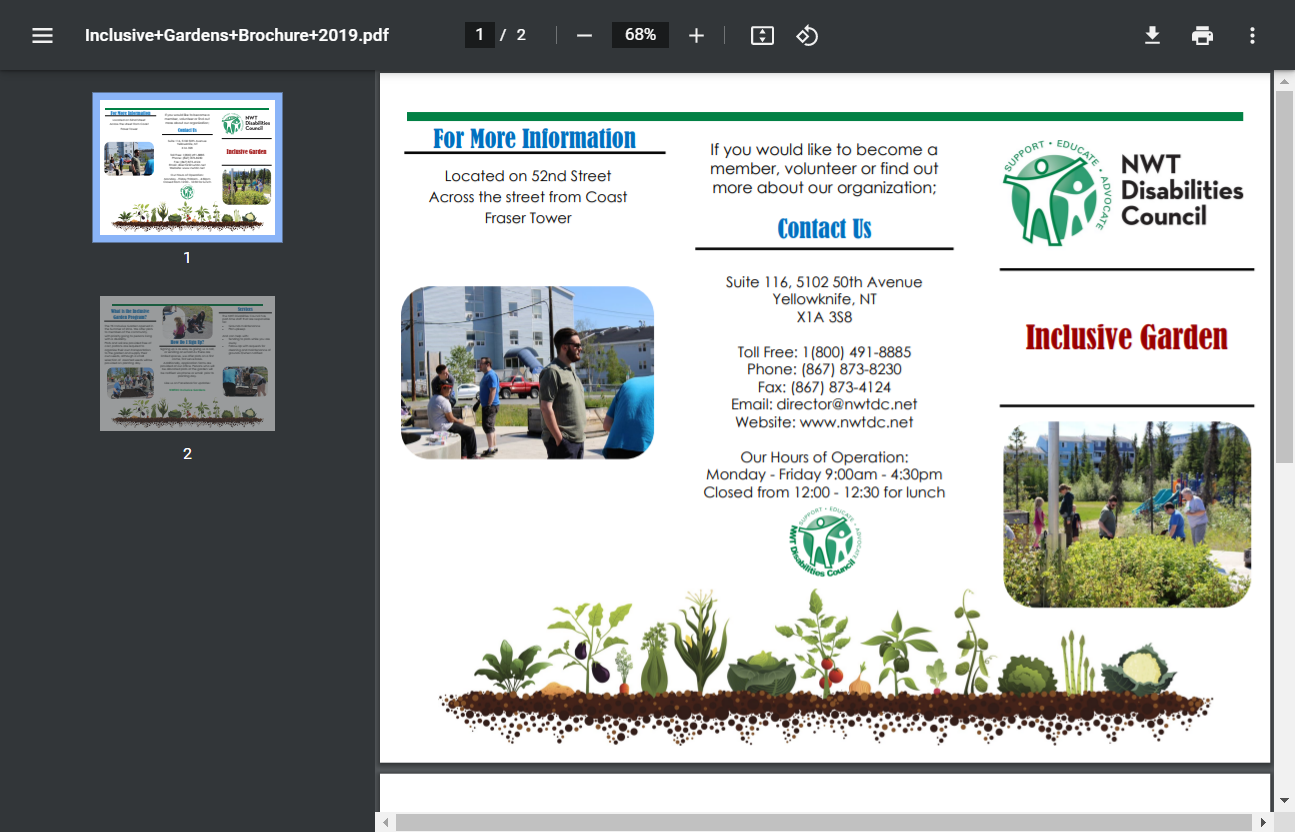 Inclusive+Gardens+Brochure+2019.pdf
1 / 2
68%
1
2
For More Information
Located on 52nd Street
Across the street from Coast
Fraser Tower
If you would like to become a
member, volunteer or find out
more about our organization;
Contact Us
Suite 116, 5102 50th Avenue
Yellowknife, NT
X1A 3S8
Toll Free: 1(800) 491-8885
Phone: (867) 873-8230
Fax: (867) 873-4124
Email: director@nwtdc.net
Website: www.nwtdc.net
Our Hours of Operation:
Monday - Friday 9:00am - 4:30pm
Closed from 12:00 - 12:30 for lunch
SUPPORT • EDUCATE • ADVOCATE
NWT Disabilities Council
SUPPORT • EDUCATE • ADVOCATE
NWT
Disabilities
Council
Inclusive Garden